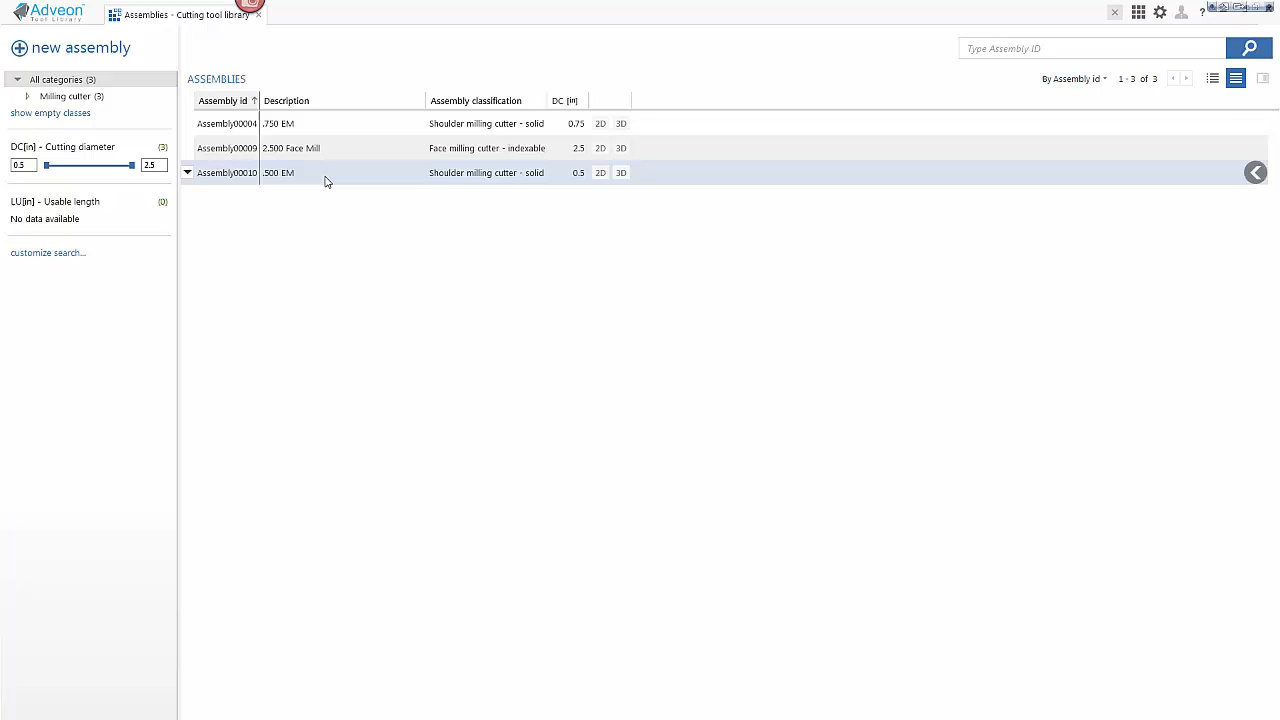 Adveon
Tool Library
Assemblies - Cutting tool library
?
new assembly
All categories (3)
Milling cutter (3)
show empty classes
DC[in] - Cutting diameter (3)
0.5 2.5
LU[in] - Usable length (0)
No data available
customize search...
Type Assembly ID
ASSEMBLIES
By Assembly id 1 - 3 of 3
Assembly id Description Assembly classification DC [in]
Assembly00004 .750 EM Shoulder milling cutter - solid 0.75 2D 3D
Assembly00009 2.500 Face Mill Face milling cutter - indexable 2.5 2D 3D
Assembly00010 .500 EM Shoulder milling cutter - solid 0.5 2D 3D